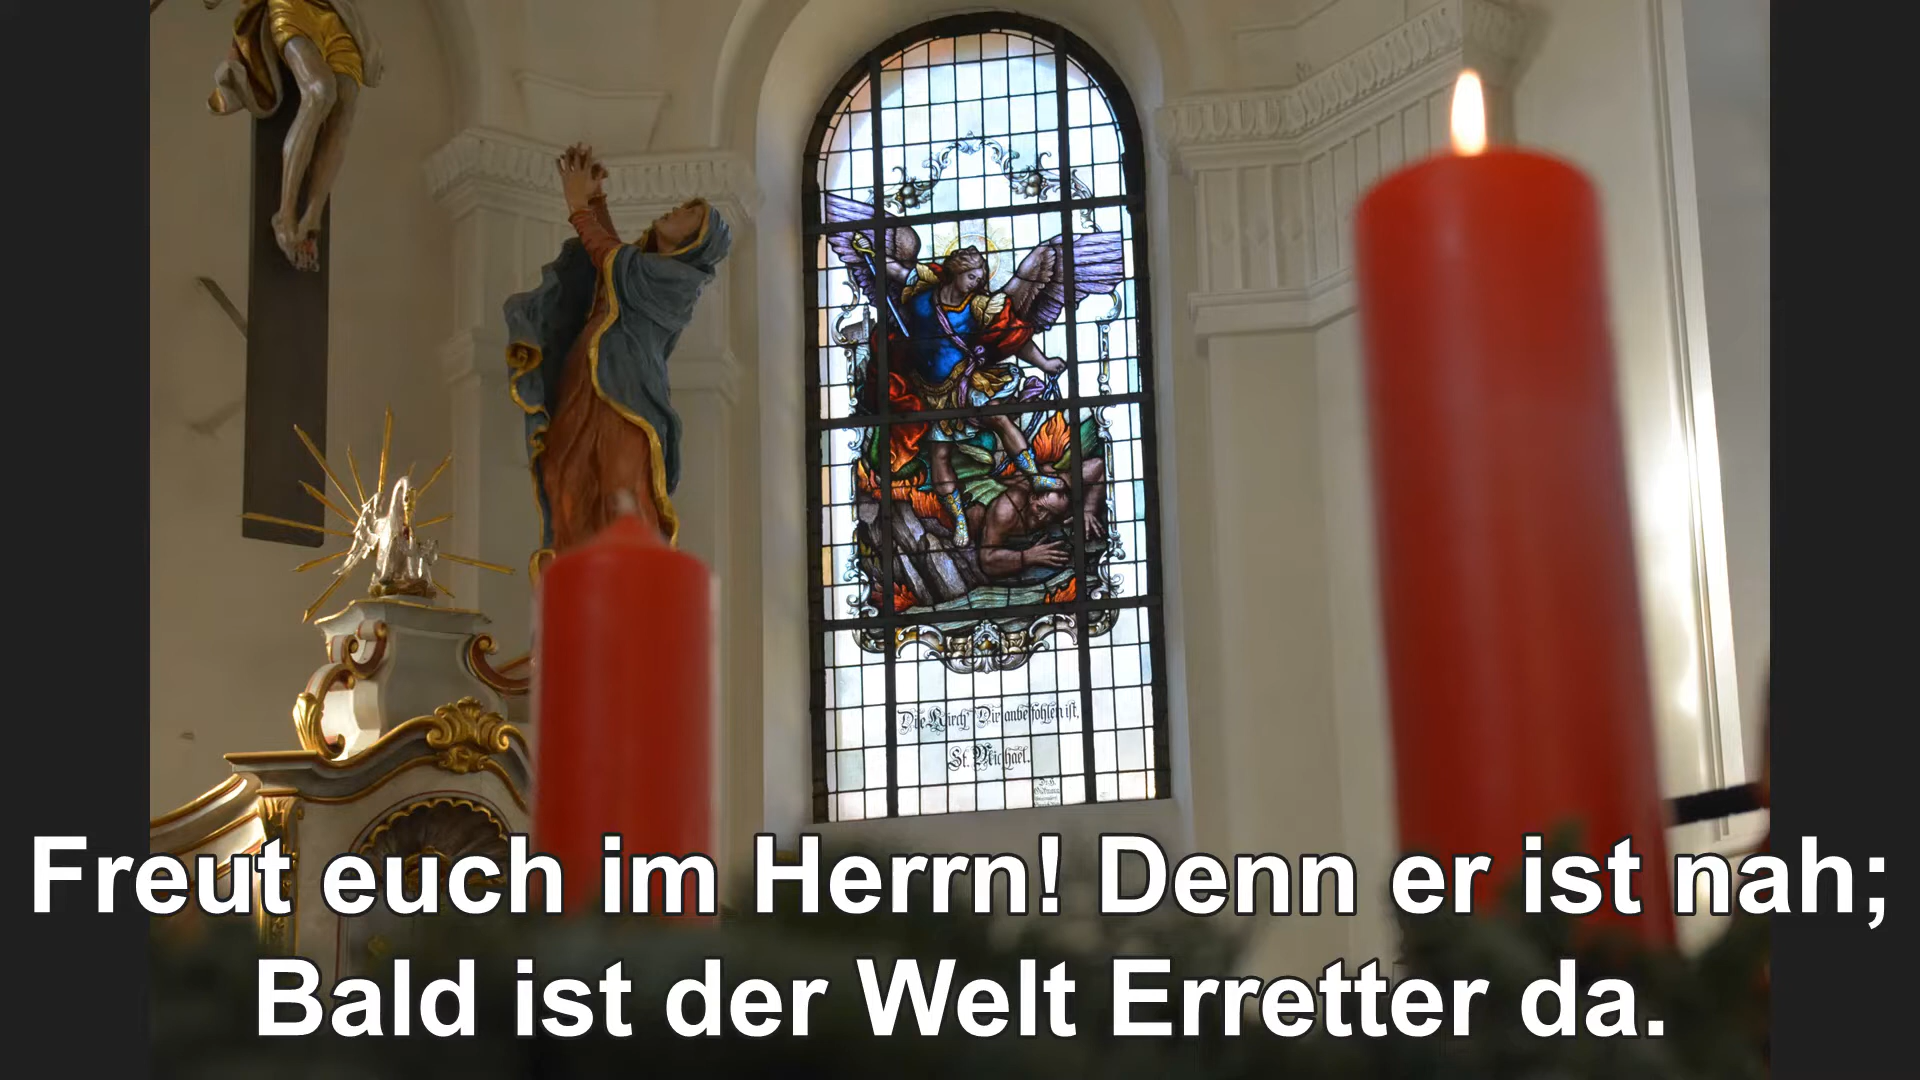 Die Kirch' Dir anbefohlen ist,
St. Michael.
Freut euch im Herrn! Denn er ist nah;
Bald ist der Welt Erretter da.